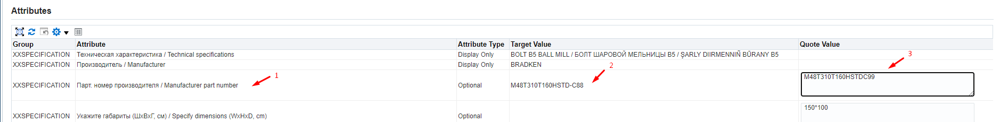 Attributes
Group Attribute Attribute Type Target Value Quote Value
XXSPECIFICATION Техническая характеристика / Technical specifications Display Only BOLT B5 BALL MILL / БОЛТ ШАРОВОЙ МЕЛЬНИЦЫ B5 / ŞARLY DIIRMENNIÑ BŪRANY B5
XXSPECIFICATION Производитель / Manufacturer Display Only BRADKEN
XXSPECIFICATION Парт. номер производителя / Manufacturer part number 1 Optional M48T310T160HSTD-C88 2 M48T310T160HSTDC99 3
XXSPECIFICATION Укажите габариты (ШxВxГ, см) / Specify dimensions (WxHxD, cm) Optional 150*100